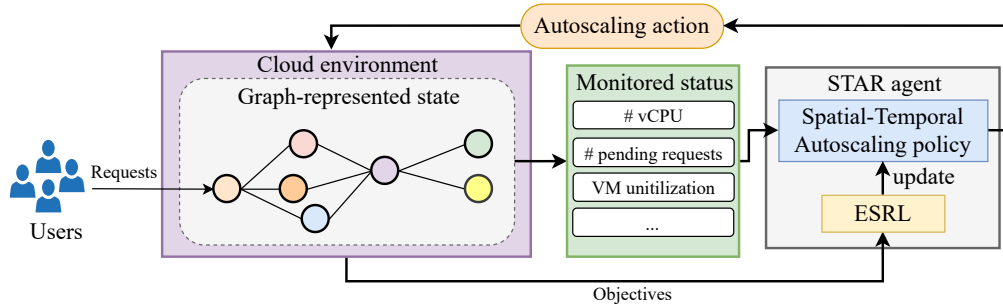 Autoscaling action
Cloud environment
Graph-represented state
Requests
Users
Monitored status
# vCPU
# pending requests
VM unitilization
...
STAR agent
Spatial-Temporal
Autoscaling policy
update
ESRL
Objectives